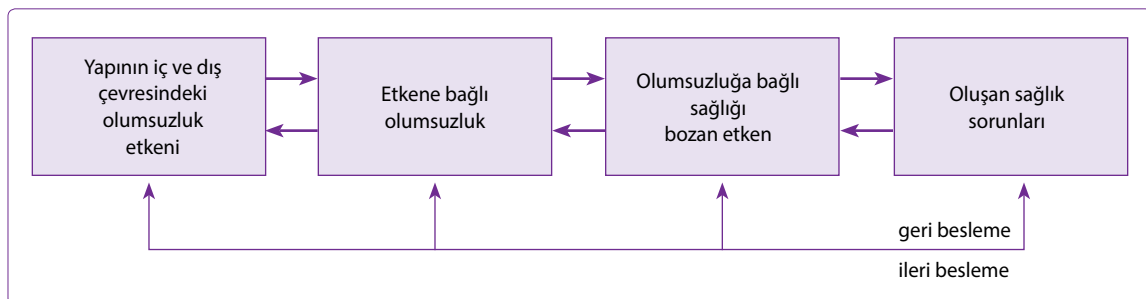 Yapının iç ve dış
çevresindeki
olumsuzluk
etkeni
Etkene bağlı
olumsuzluk
Olumsuzluğa bağlı
sağlığı
bozan etken
Oluşan sağlık
sorunları
geri besleme
ileri besleme